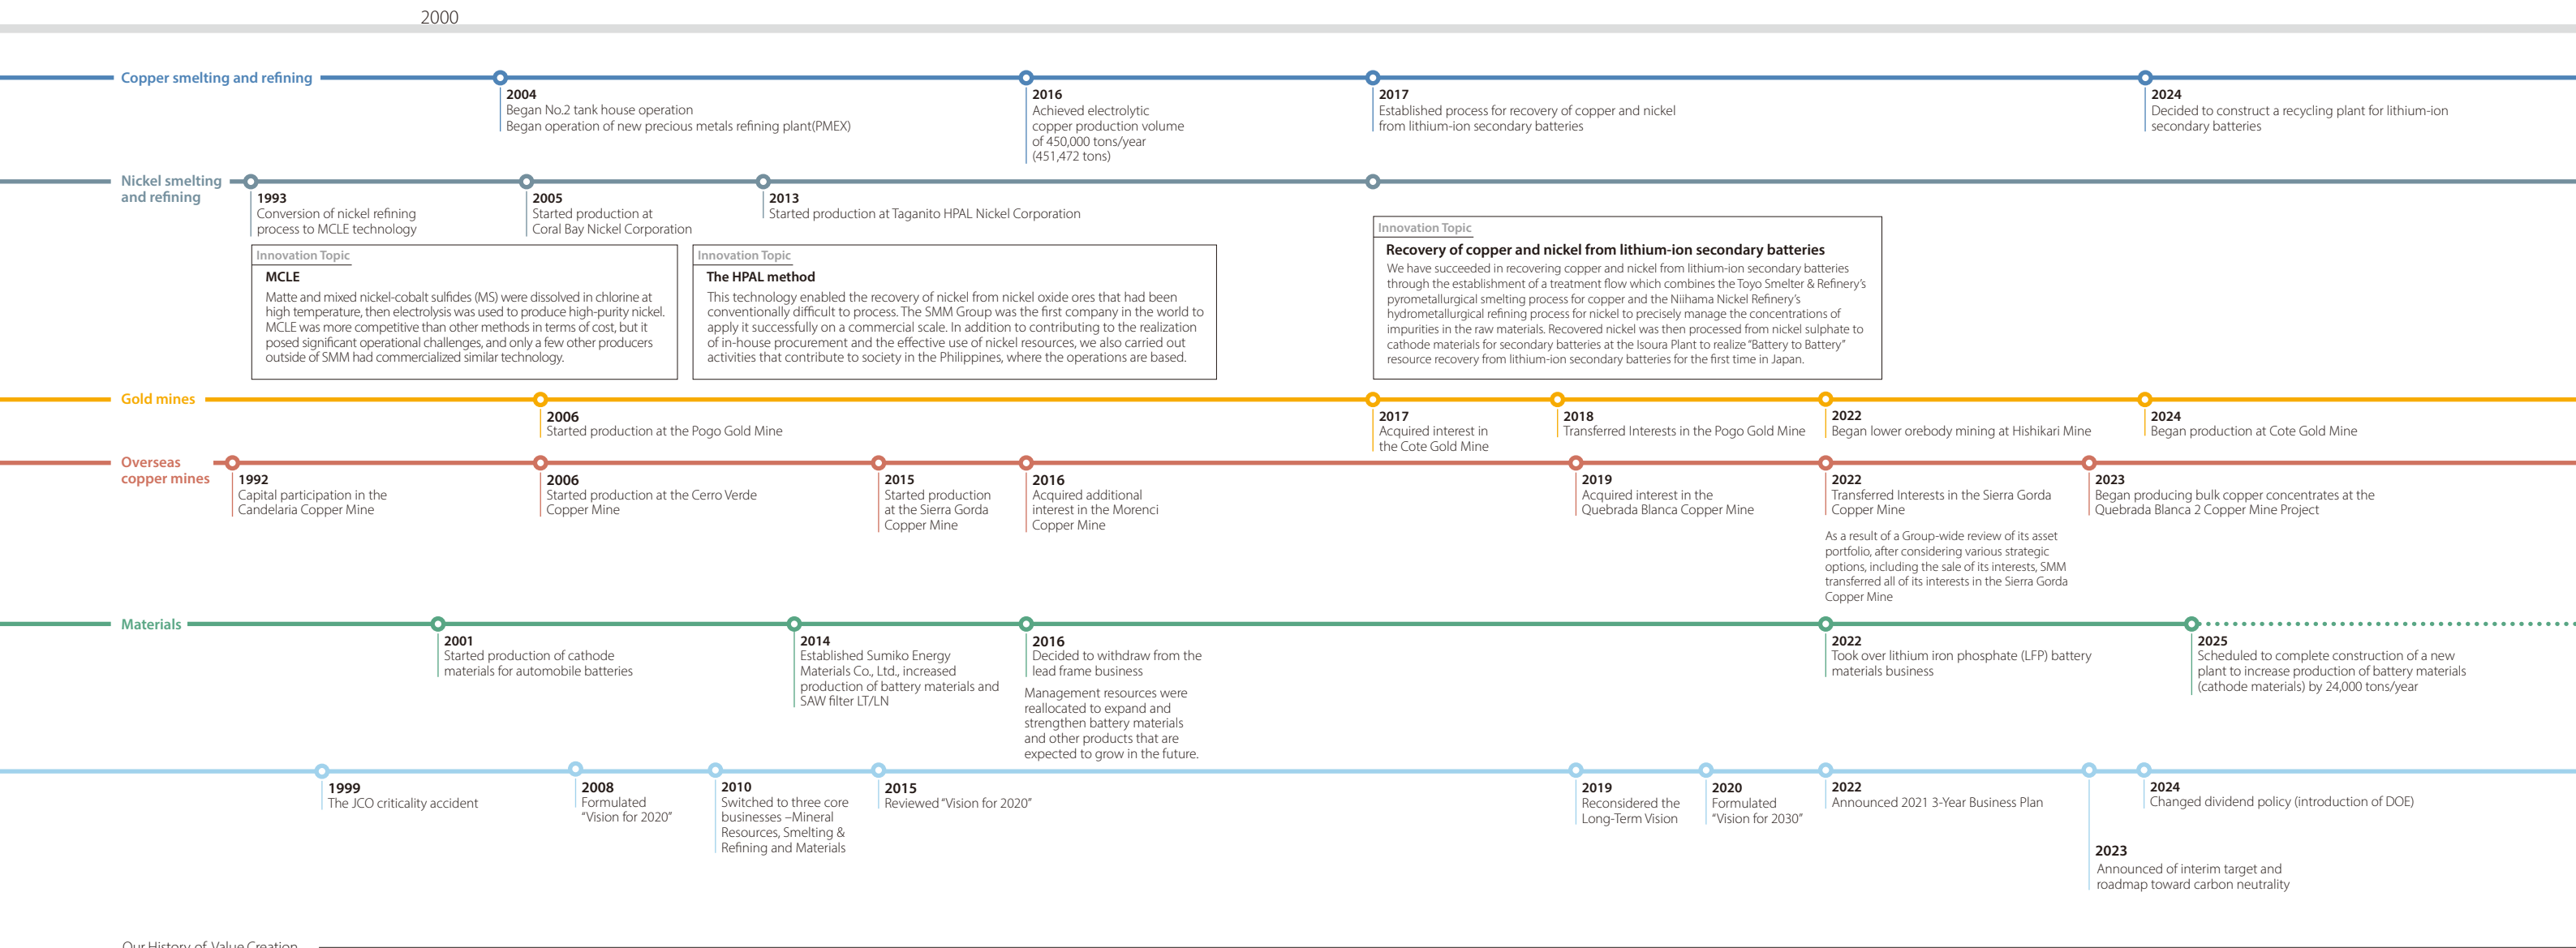 2000
Copper smelting and refining
2004
Began No.2 tank house operation
Began operation of new precious metals refining plant(PMEX)
2016
Achieved electrolytic
copper production volume
of 450,000 tons/year
(451,472 tons)
2017
Established process for recovery of copper and nickel
from lithium-ion secondary batteries
2024
Decided to construct a recycling plant for lithium-ion
secondary batteries
Nickel smelting
and refining
1993
Conversion of nickel refining
process to MCLE technology
2005
Started production at
Coral Bay Nickel Corporation
2013
Started production at Taganito HPAL Nickel Corporation
Innovation Topic
MCLE
Matte and mixed nickel-cobalt sulfides (MS) were dissolved in chlorine at
high temperature, then electrolysis was used to produce high-purity nickel.
MCLE was more competitive than other methods in terms of cost, but it
posed significant operational challenges, and only a few other producers
outside of SMM had commercialized similar technology.
Innovation Topic
The HPAL method
This technology enabled the recovery of nickel from nickel oxide ores that had been
conventionally difficult to process. The SMM Group was the first company in the world to
apply it successfully on a commercial scale. In addition to contributing to the realization
of in-house procurement and the effective use of nickel resources, we also carried out
activities that contribute to society in the Philippines, where the operations are based.
Innovation Topic
Recovery of copper and nickel from lithium-ion secondary batteries
We have succeeded in recovering copper and nickel from lithium-ion secondary batteries
through the establishment of a treatment flow which combines the Toyo Smelter & Refinery's
pyrometallurgical smelting process for copper and the Niihama Nickel Refinery's
hydrometallurgical refining process for nickel to precisely manage the concentrations of
impurities in the raw materials. Recovered nickel was then processed from nickel sulphate to
cathode materials for secondary batteries at the Isoura Plant to realize "Battery to Battery"
resource recovery from lithium-ion secondary batteries for the first time in Japan.
Gold mines
2006
Started production at the Pogo Gold Mine
2017
Acquired interest in
the Cote Gold Mine
2018
Transferred Interests in the Pogo Gold Mine
2022
Began lower orebody mining at Hishikari Mine
2024
Began production at Cote Gold Mine
Overseas
copper mines
1992
Capital participation in the
Candelaria Copper Mine
2006
Started production at the Cerro Verde
Copper Mine
2015
Started production
at the Sierra Gorda
Copper Mine
2016
Acquired additional
interest in the Morenci
Copper Mine
2019
Acquired interest in the
Quebrada Blanca Copper Mine
2022
Transferred Interests in the Sierra Gorda
Copper Mine
As a result of a Group-wide review of its asset
portfolio, after considering various strategic
options, including the sale of its interests, SMM
transferred all of its interests in the Sierra Gorda
Copper Mine
2023
Began producing bulk copper concentrates at the
Quebrada Blanca 2 Copper Mine Project
Materials
2001
Started production of cathode
materials for automobile batteries
2014
Established Sumiko Energy
Materials Co., Ltd., increased
production of battery materials and
SAW filter LT/LN
2016
Decided to withdraw from the
lead frame business
Management resources were
reallocated to expand and
strengthen battery materials
and other products that are
expected to grow in the future.
2022
Took over lithium iron phosphate (LFP) battery
materials business
2025
Scheduled to complete construction of a new
plant to increase production of battery materials
(cathode materials) by 24,000 tons/year
1999
The JCO criticality accident
2008
Formulated
"Vision for 2020"
2010
Switched to three core
businesses –Mineral
Resources, Smelting &
Refining and Materials
2015
Reviewed "Vision for 2020"
2019
Reconsidered the
Long-Term Vision
2020
Formulated
"Vision for 2030"
2022
Announced 2021 3-Year Business Plan
2024
Changed dividend policy (introduction of DOE)
2023
Announced of interim target and
roadmap toward carbon neutrality
Our History of Value Creation